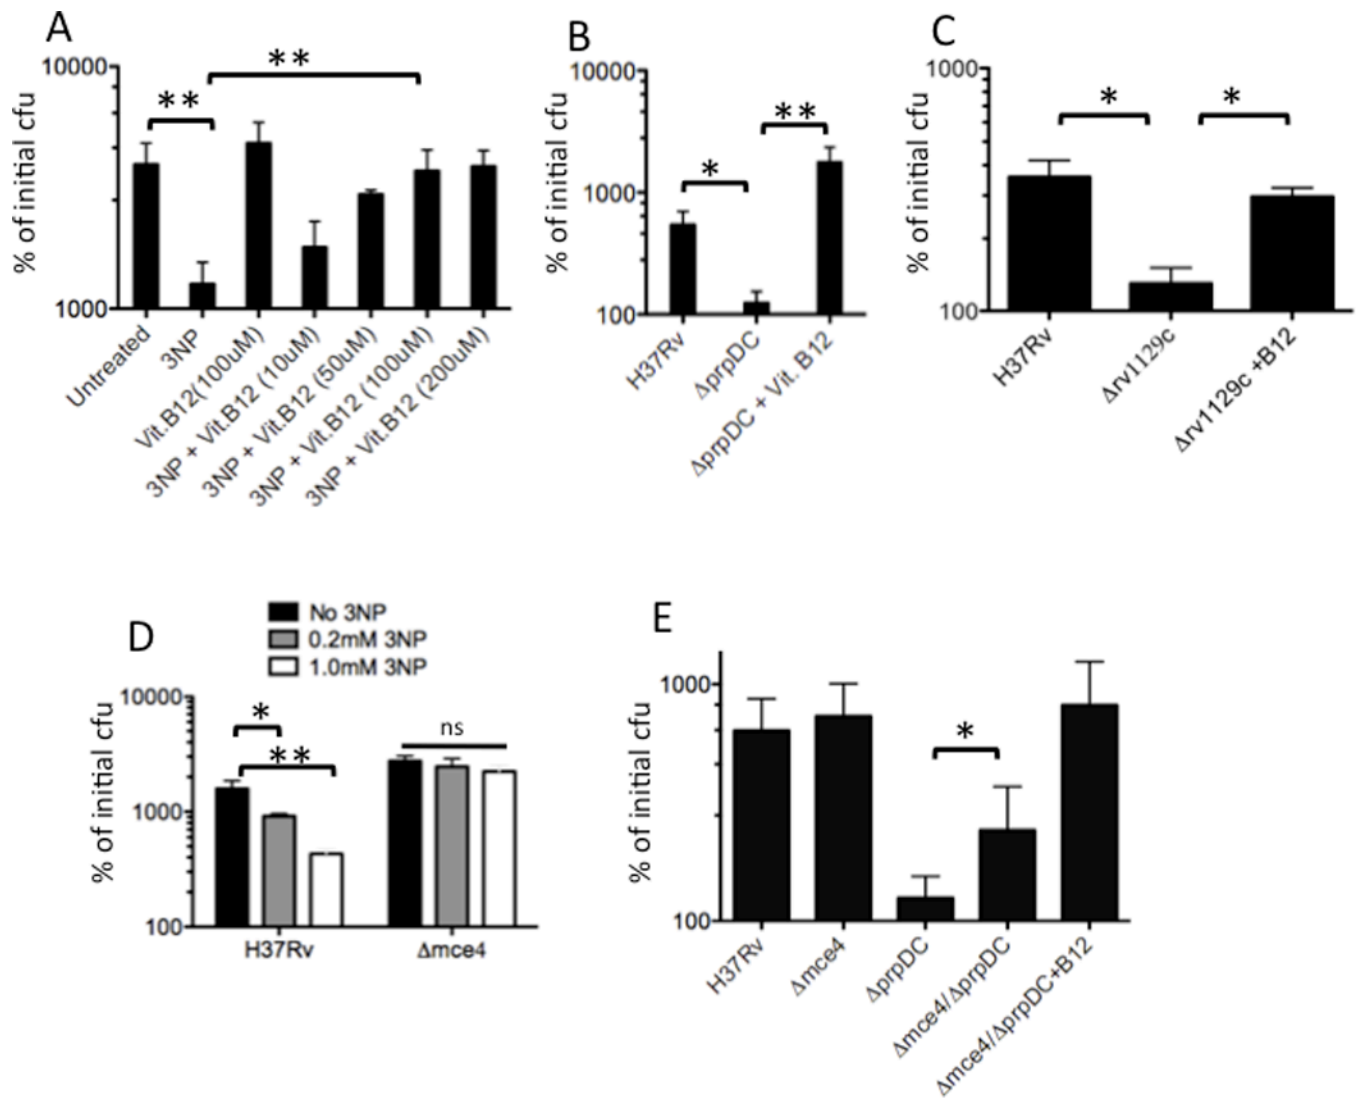 A
% of initial cfu
10000
1000
**
**
Untreated
3NP
Vit.B12(100uM)
3NP + Vit.B12 (10uM)
3NP + Vit.B12 (50uM)
3NP + Vit.B12 (100uM)
3NP + Vit.B12 (200uM)
B
% of initial cfu
10000
1000
100
*
**
H37Rv
ΔprpDC
ΔprpDC + Vit. B12
C
% of initial cfu
1000
100
*
*
H37Rv
Δrv1129c
Δrv1129c +B12
D
No 3NP
0.2mM 3NP
1.0mM 3NP
% of initial cfu
10000
1000
100
*
**
ns
H37Rv
Δmce4
E
% of initial cfu
1000
100
*
H37Rv
Δmce4
ΔprpDC
Δmce4/ΔprpDC
Δmce4/ΔprpDC+B12